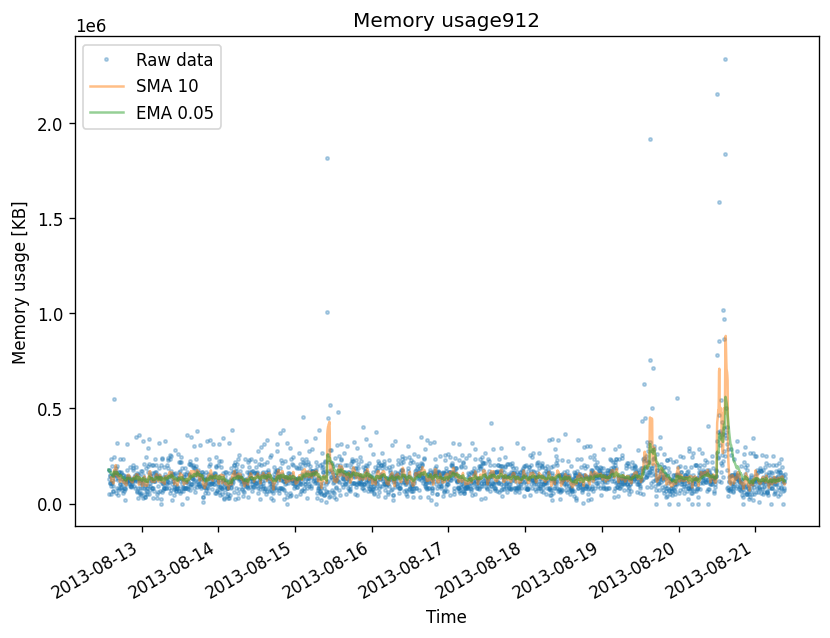 Memory usage912
1e6
Raw data
SMA 10
EMA 0.05
2.0
1.5
1.0
0.5
0.0
Memory usage [KB]
2013-08-13
2013-08-14
2013-08-15
2013-08-16
2013-08-17
2013-08-18
2013-08-19
2013-08-20
2013-08-21
Time